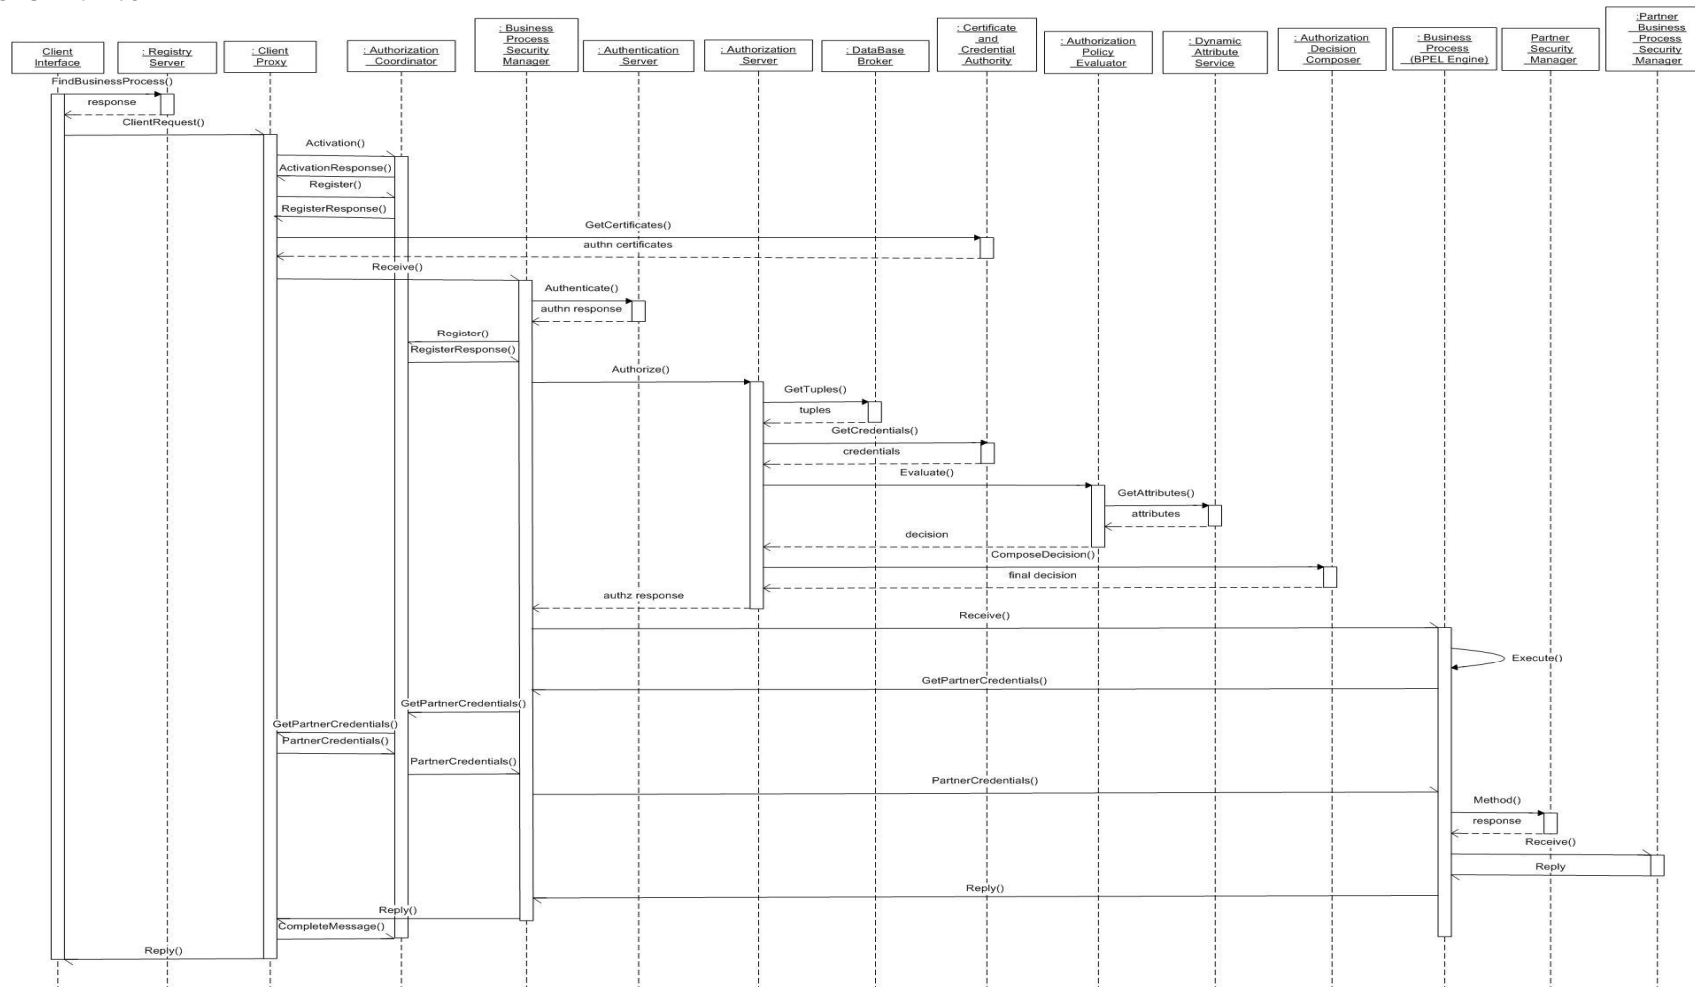 Client
Interface
: Registry
Server
: Client
Proxy
: Authorization
Coordinator
: Business
Process
Security
Manager
: Authentication
Server
: Authorization
Server
: DataBase
Broker
: Certificate
and
Credential
Authority
: Authorization
Policy
Evaluator
: Dynamic
Attribute
Service
: Authorization
Decision
Composer
: Business
Process
(BPEL Engine)
Partner
Security
Manager
:Partner
Business
Process
Security
Manager
FindBusinessProcess()
response
ClientRequest()
Activation()
ActivationResponse()
Register()
RegisterResponse()
GetCertificates()
authn certificates
Receive()
Authenticate()
authn response
Register()
RegisterResponse()
Authorize()
GetTuples()
tuples
GetCredentials()
credentials
Evaluate()
GetAttributes()
attributes
decision
ComposeDecision()
final decision
authz response
Receive()
Execute()
GetPartnerCredentials()
GetPartnerCredentials()
GetPartnerCredentials()
PartnerCredentials()
PartnerCredentials()
PartnerCredentials()
Method()
response
Receive()
Reply
Reply()
Reply()
CompleteMessage()
Reply()